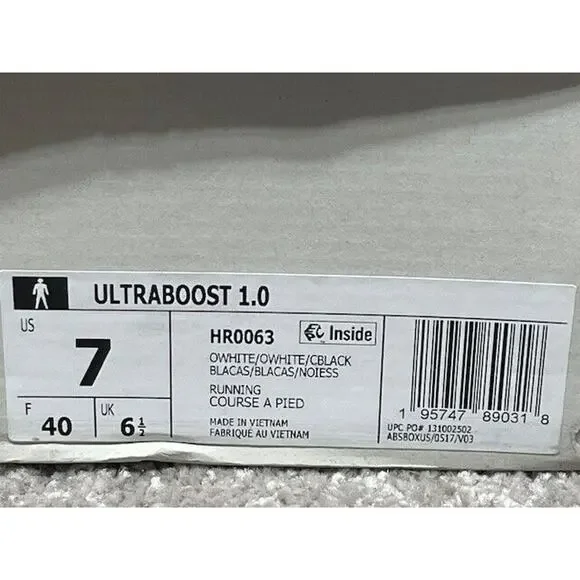 ULTRABOOST 1.0
US
7
F
40
UK
6 1/2
HR0063
Inside
OWHITE/OWHITE/CBLACK
BLACAS/BLACAS/NOIESS
RUNNING
COURSE A PIED
MADE IN VIETNAM
FABRIQUÉ AU VIETNAM
1 95747 89031 8
UPC PO# 131002502
ABSBOXUS/0517/V03